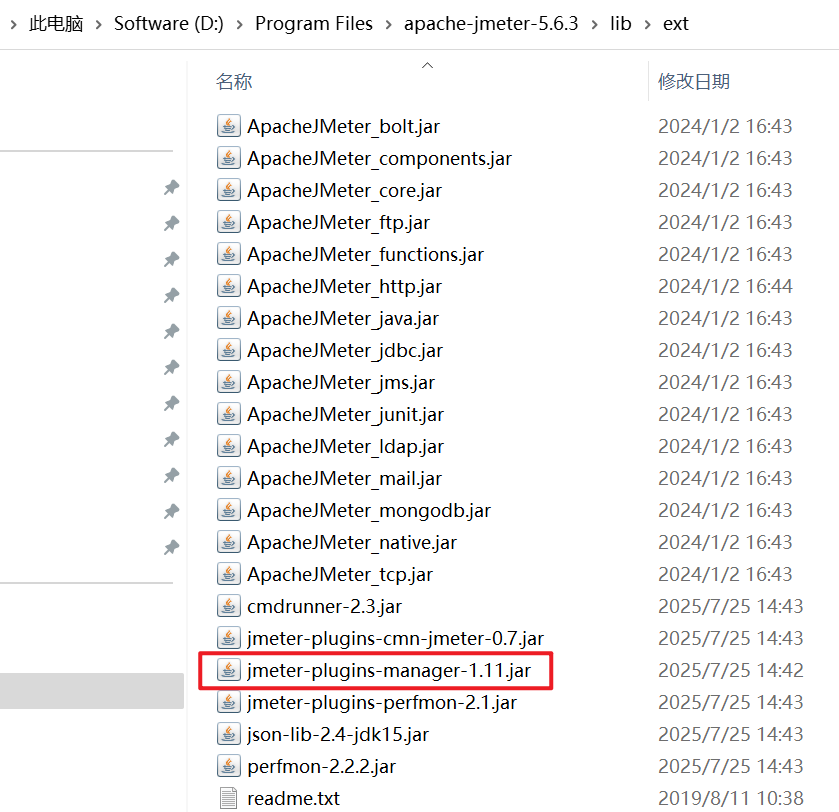 此电脑 > Software (D:) > Program Files > apache-jmeter-5.6.3 > lib > ext
名称 修改日期
ApacheJMeter_bolt.jar 2024/1/2 16:43
ApacheJMeter_components.jar 2024/1/2 16:43
ApacheJMeter_core.jar 2024/1/2 16:43
ApacheJMeter_ftp.jar 2024/1/2 16:43
ApacheJMeter_functions.jar 2024/1/2 16:43
ApacheJMeter_http.jar 2024/1/2 16:44
ApacheJMeter_java.jar 2024/1/2 16:43
ApacheJMeter_jdbc.jar 2024/1/2 16:43
ApacheJMeter_jms.jar 2024/1/2 16:43
ApacheJMeter_junit.jar 2024/1/2 16:43
ApacheJMeter_ldap.jar 2024/1/2 16:43
ApacheJMeter_mail.jar 2024/1/2 16:43
ApacheJMeter_mongodb.jar 2024/1/2 16:43
ApacheJMeter_native.jar 2024/1/2 16:43
ApacheJMeter_tcp.jar 2024/1/2 16:43
cmdrunner-2.3.jar 2025/7/25 14:43
jmeter-plugins-cmn-jmeter-0.7.jar 2025/7/25 14:43
jmeter-plugins-manager-1.11.jar 2025/7/25 14:42
jmeter-plugins-perfmon-2.1.jar 2025/7/25 14:43
json-lib-2.4-jdk15.jar 2025/7/25 14:43
perfmon-2.2.2.jar 2025/7/25 14:43
readme.txt 2019/8/11 10:38